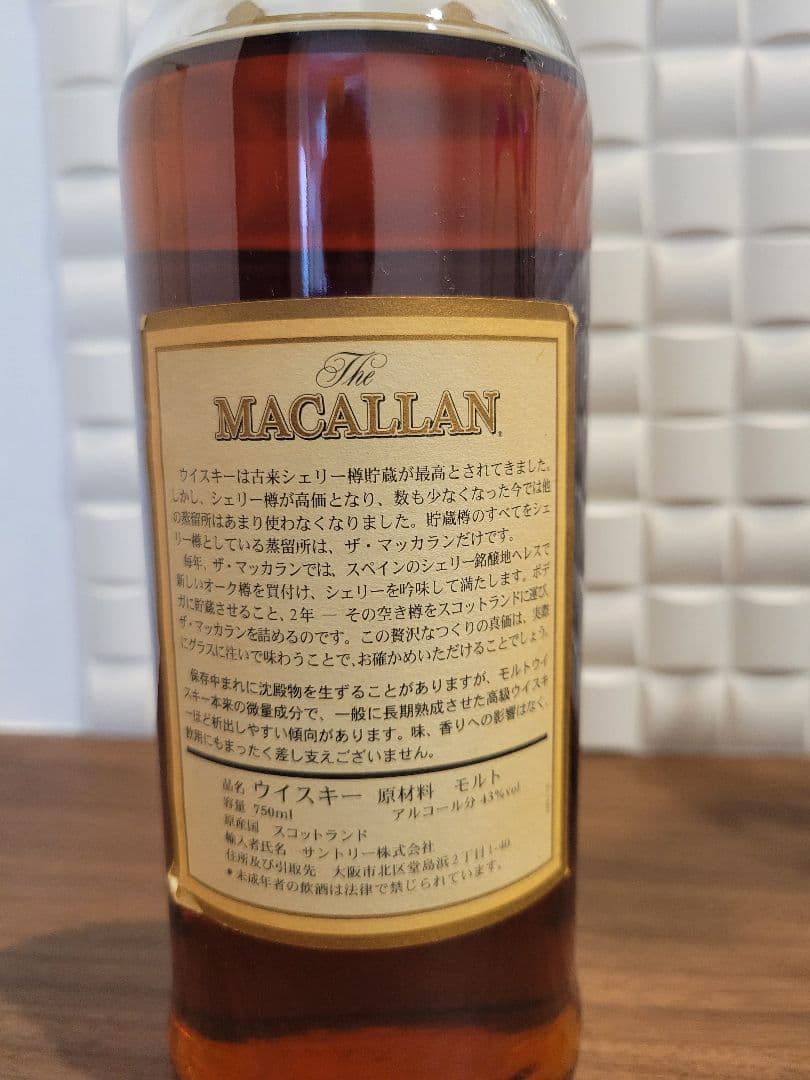 The
MACALLAN
ウイスキーは古来シェリー樽貯蔵が最高とされてきました。
しかし、シェリー樽が高価となり、数も少なくなった今では他
の蒸留所はあまり使わなくなりました。貯蔵樽のすべてをシェ
リー樽としている蒸留所は、ザ・マッカランだけです。
毎年、ザ・マッカランでは、スペインのシェリー銘醸地ヘレスで
新しいオーク樽を買付け、シェリーを吟味して満たします。ボデ
ガに貯蔵させること、2年 ― その空き樽をスコットランドに運び入
ザ・マッカランを詰めるのです。この贅沢なつくりの真価は、実際
にグラスに注いで味わうことで、お確かめいただけることでしょう。
保存中まれに沈殿物を生ずることがありますが、モルトウイ
スキー本来の微量成分で、一般に長期熟成させた高級ウイスキ
ーほど析出しやすい傾向があります。味、香りへの影響はなく、
飲用にもまったく差し支えございません。
品名 ウイスキー 原材料 モルト
容量 750ml アルコール分 43%vol
原産国 スコットランド
輸入者氏名 サントリー株式会社
住所及び引取先 大阪市北区堂島浜2丁目1-40
*未成年者の飲酒は法律で禁じられています。